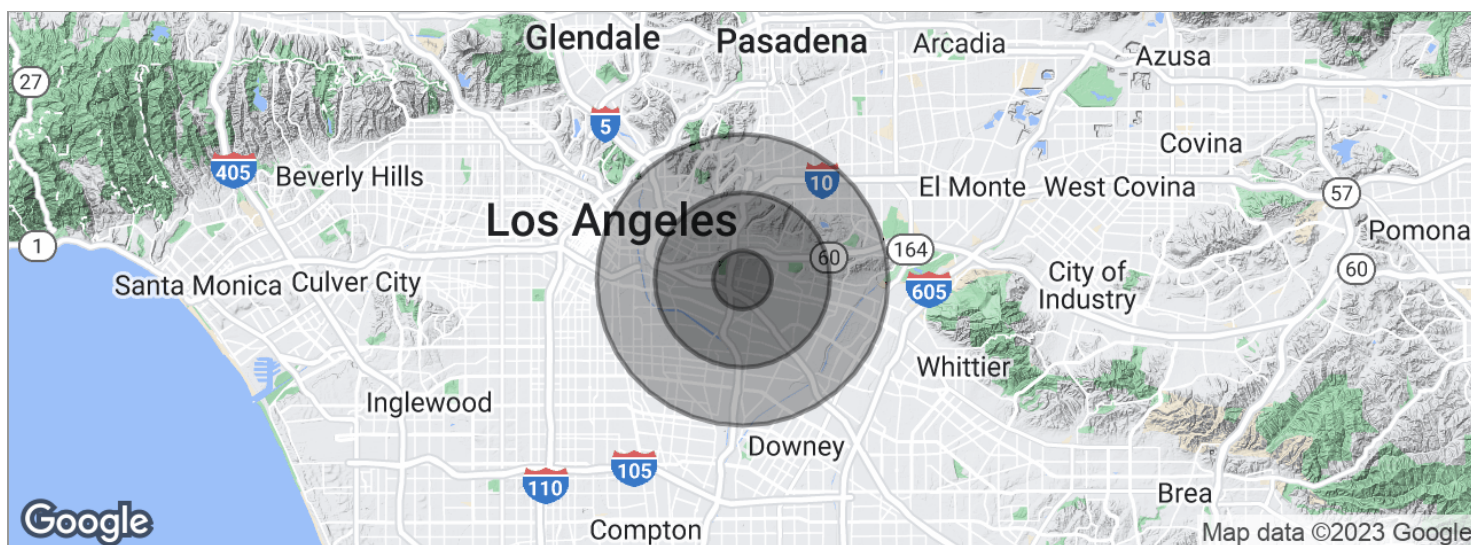 Glendale
Pasadena
Arcadia
Azusa
27
5
Covina
405
Beverly Hills
10
El Monte
West Covina
57
Los Angeles
Pomona
1
164
60
60
Santa Monica
Culver City
605
City of
Industry
Whittier
Inglewood
Downey
105
110
Brea
Compton
Google
Map data ©2023 Google